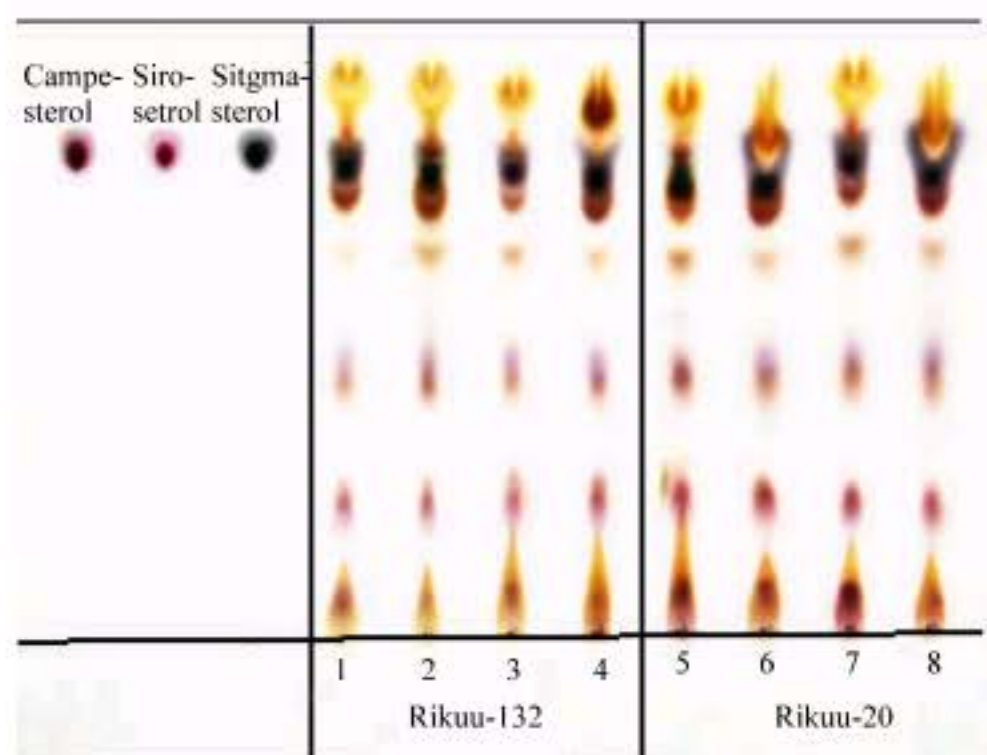 Campe- Siro- Sitgma-
sterol setrol sterol
1 2 3 4 5 6 7 8
Rikuu-132 Rikuu-20